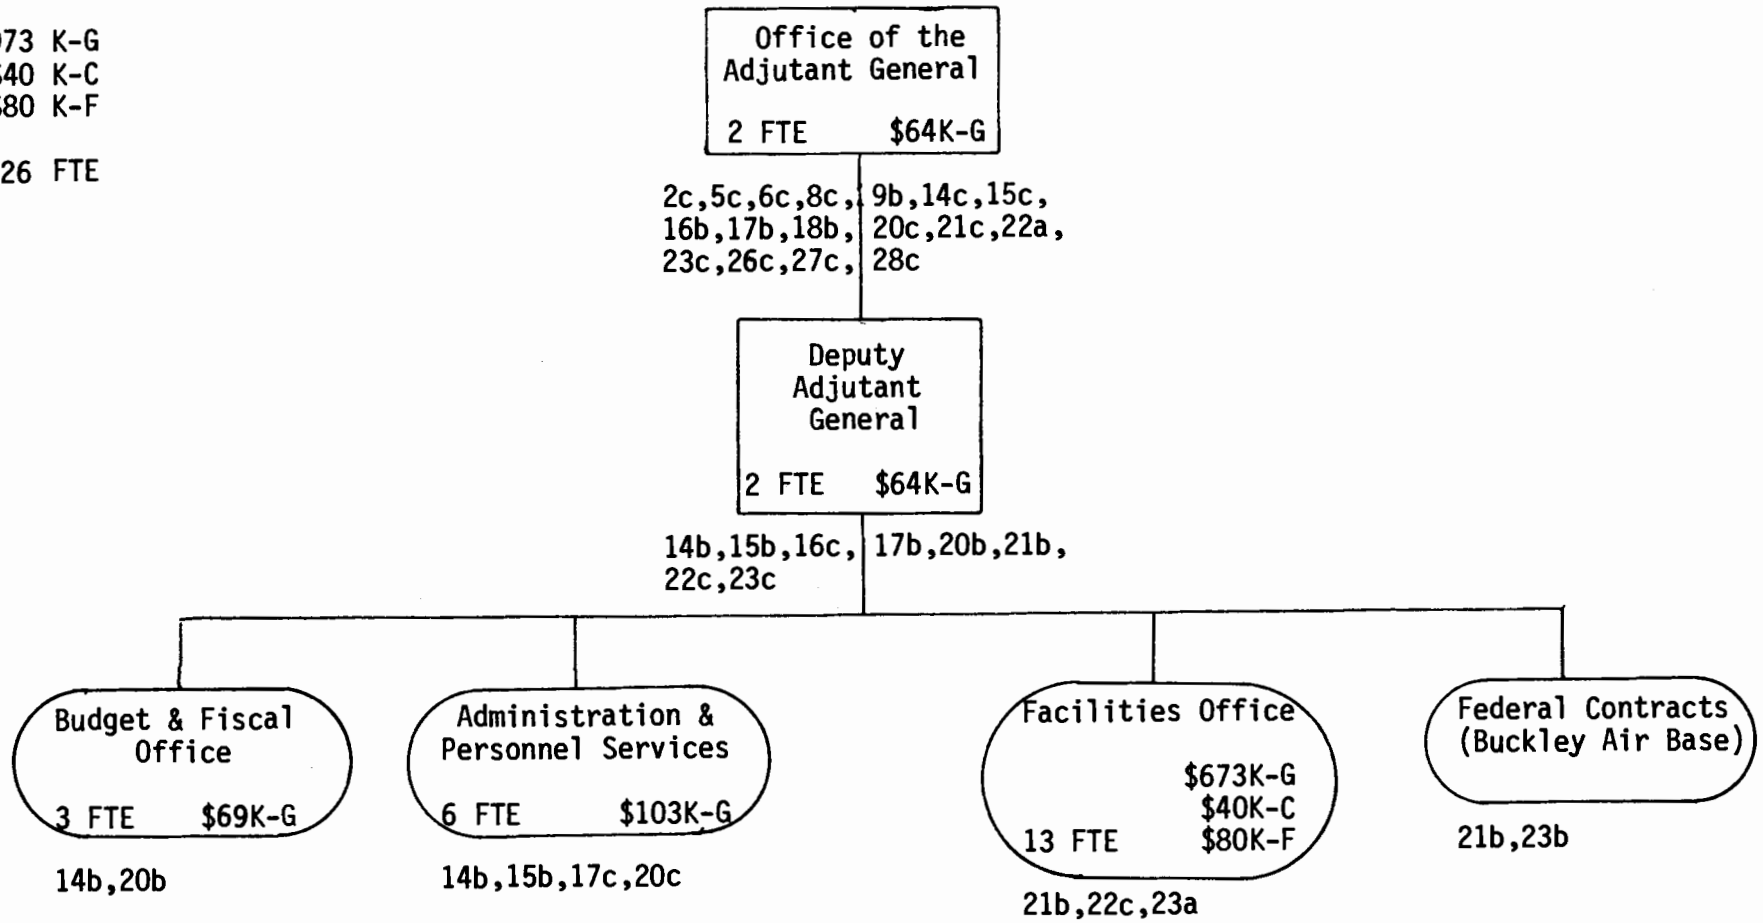 973 K-G
$40 K-C
$80 K-F
26 FTE
Office of the
Adjutant General
2 FTE $64K-G
2c,5c,6c,8c, 9b,14c,15c,
16b,17b,18b, 20c,21c,22a,
23c,26c,27c, 28c
Deputy
Adjutant
General
2 FTE $64K-G
14b,15b,16c, 17b,20b,21b,
22c,23c
Budget & Fiscal
Office
3 FTE $69K-G
14b,20b
Administration &
Personnel Services
6 FTE $103K-G
14b,15b,17c,20c
Facilities Office
$673K-G
$40K-C
13 FTE $80K-F
21b,22c,23a
Federal Contracts
(Buckley Air Base)
21b,23b